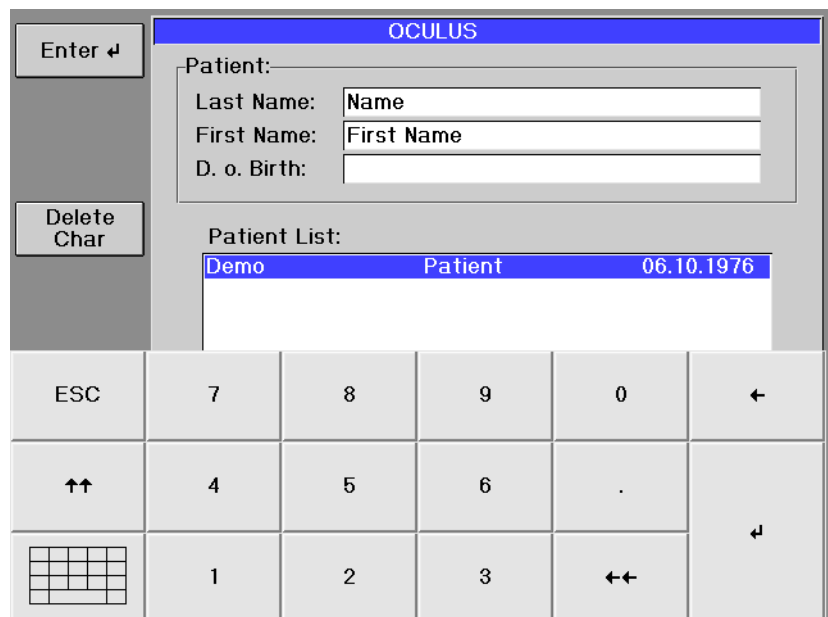 OCULUS
Enter ↵
Patient:
Last Name: Name
First Name: First Name
D. o. Birth:
Delete
Char
Patient List:
Demo Patient 06.10.1976
ESC 7 8 9 0 ←
↑↑ 4 5 6 .
↵
1 2 3 ←←